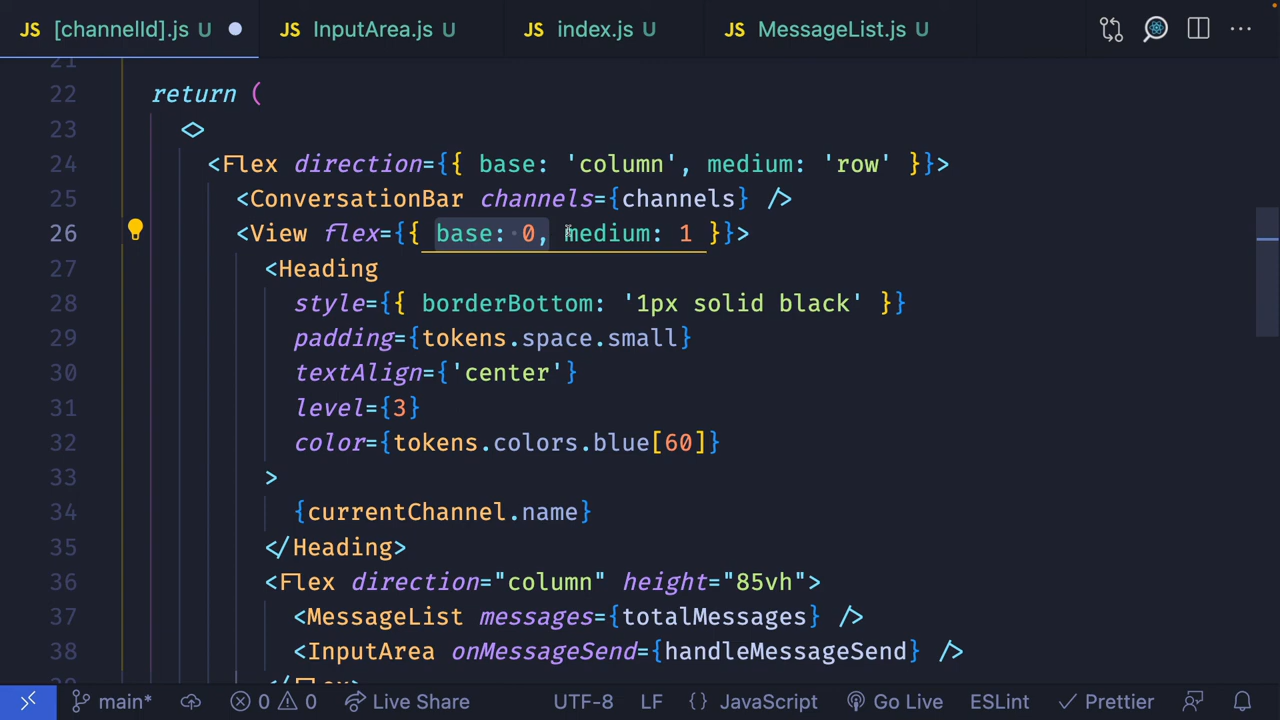 JS [channelId].js U JS InputArea.js U JS index.js U JS MessageList.js U
21
22 return (
23 <>
24 <Flex direction={{ base: 'column', medium: 'row' }}>
25 <ConversationBar channels={channels} />
26 <View flex={{ base: 0, medium: 1 }}>
27 <Heading
28 style={{ borderBottom: '1px solid black' }}
29 padding={tokens.space.small}
30 textAlign={'center'}
31 level={3}
32 color={tokens.colors.blue[60]}
33 >
34 {currentChannel.name}
35 </Heading>
36 <Flex direction="column" height="85vh">
37 <MessageList messages={totalMessages} />
38 <InputArea onMessageSend={handleMessageSend} />
39 </Flex>
main* 0 0 Live Share UTF-8 LF {} JavaScript Go Live ESLint Prettier